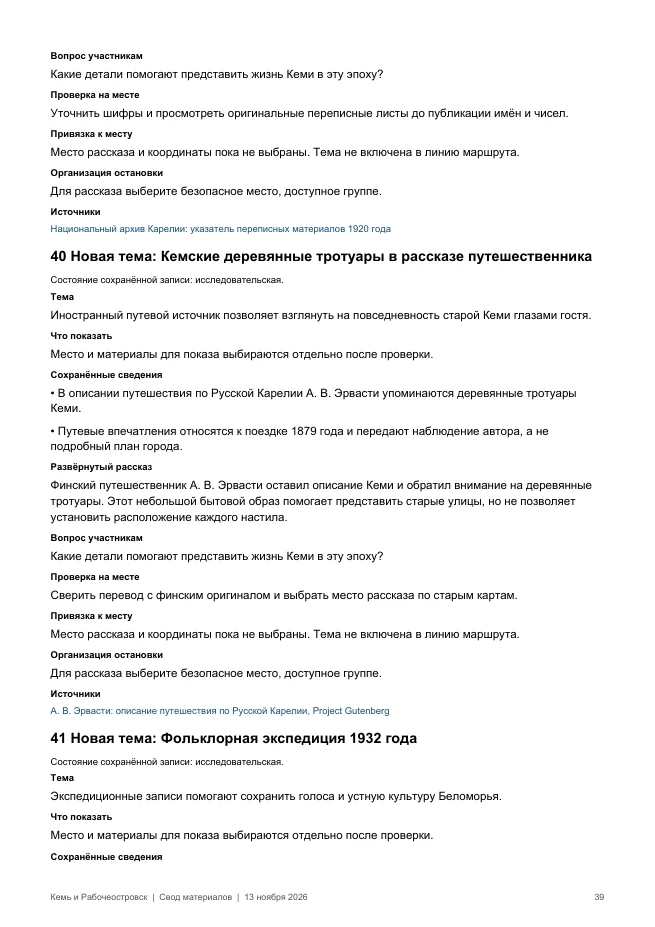 Вопрос участникам
Какие детали помогают представить жизнь Кеми в эту эпоху?
Проверка на месте
Уточнить шифры и просмотреть оригинальные переписные листы до публикации имён и чисел.
Привязка к месту
Место рассказа и координаты пока не выбраны. Тема не включена в линию маршрута.
Организация остановки
Для рассказа выберите безопасное место, доступное группе.
Источники
Национальный архив Карелии: указатель переписных материалов 1920 года
40 Новая тема: Кемские деревянные тротуары в рассказе путешественника
Состояние сохранённой записи: исследовательская.
Тема
Иностранный путевой источник позволяет взглянуть на повседневность старой Кеми глазами гостя.
Что показать
Место и материалы для показа выбираются отдельно после проверки.
Сохранённые сведения
• В описании путешествия по Русской Карелии А. В. Эрвасти упоминаются деревянные тротуары
Кеми.
• Путевые впечатления относятся к поездке 1879 года и передают наблюдение автора, а не
подробный план города.
Развёрнутый рассказ
Финский путешественник А. В. Эрвасти оставил описание Кеми и обратил внимание на деревянные
тротуары. Этот небольшой бытовой образ помогает представить старые улицы, но не позволяет
установить расположение каждого настила.
Вопрос участникам
Какие детали помогают представить жизнь Кеми в эту эпоху?
Проверка на месте
Сверить перевод с финским оригиналом и выбрать место рассказа по старым картам.
Привязка к месту
Место рассказа и координаты пока не выбраны. Тема не включена в линию маршрута.
Организация остановки
Для рассказа выберите безопасное место, доступное группе.
Источники
А. В. Эрвасти: описание путешествия по Русской Карелии, Project Gutenberg
41 Новая тема: Фольклорная экспедиция 1932 года
Состояние сохранённой записи: исследовательская.
Тема
Экспедиционные записи помогают сохранить голоса и устную культуру Беломорья.
Что показать
Место и материалы для показа выбираются отдельно после проверки.
Сохранённые сведения
Кемь и Рабочеостровск | Свод материалов | 13 ноября 2026 39